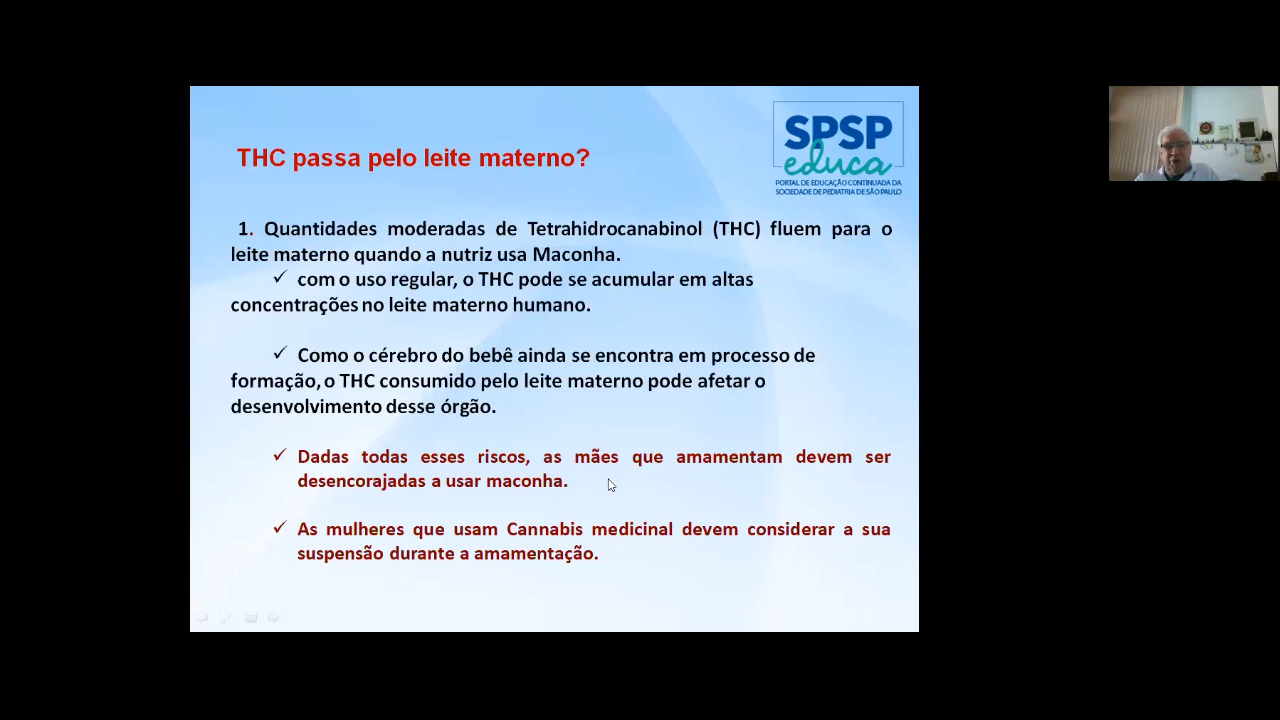 SPSP
educa
PORTAL DE EDUCAÇÃO CONTINUADA DA
SOCIEDADE DE PEDIATRIA DE SÃO PAULO
THC passa pelo leite materno?
1. Quantidades moderadas de Tetrahidrocanabinol (THC) fluem para o
leite materno quando a nutriz usa Maconha.
✓ com o uso regular, o THC pode se acumular em altas
concentrações no leite materno humano.
✓ Como o cérebro do bebê ainda se encontra em processo de
formação, o THC consumido pelo leite materno pode afetar o
desenvolvimento desse órgão.
✓ Dadas todas esses riscos, as mães que amamentam devem ser
desencorajadas a usar maconha.
✓ As mulheres que usam Cannabis medicinal devem considerar a sua
suspensão durante a amamentação.